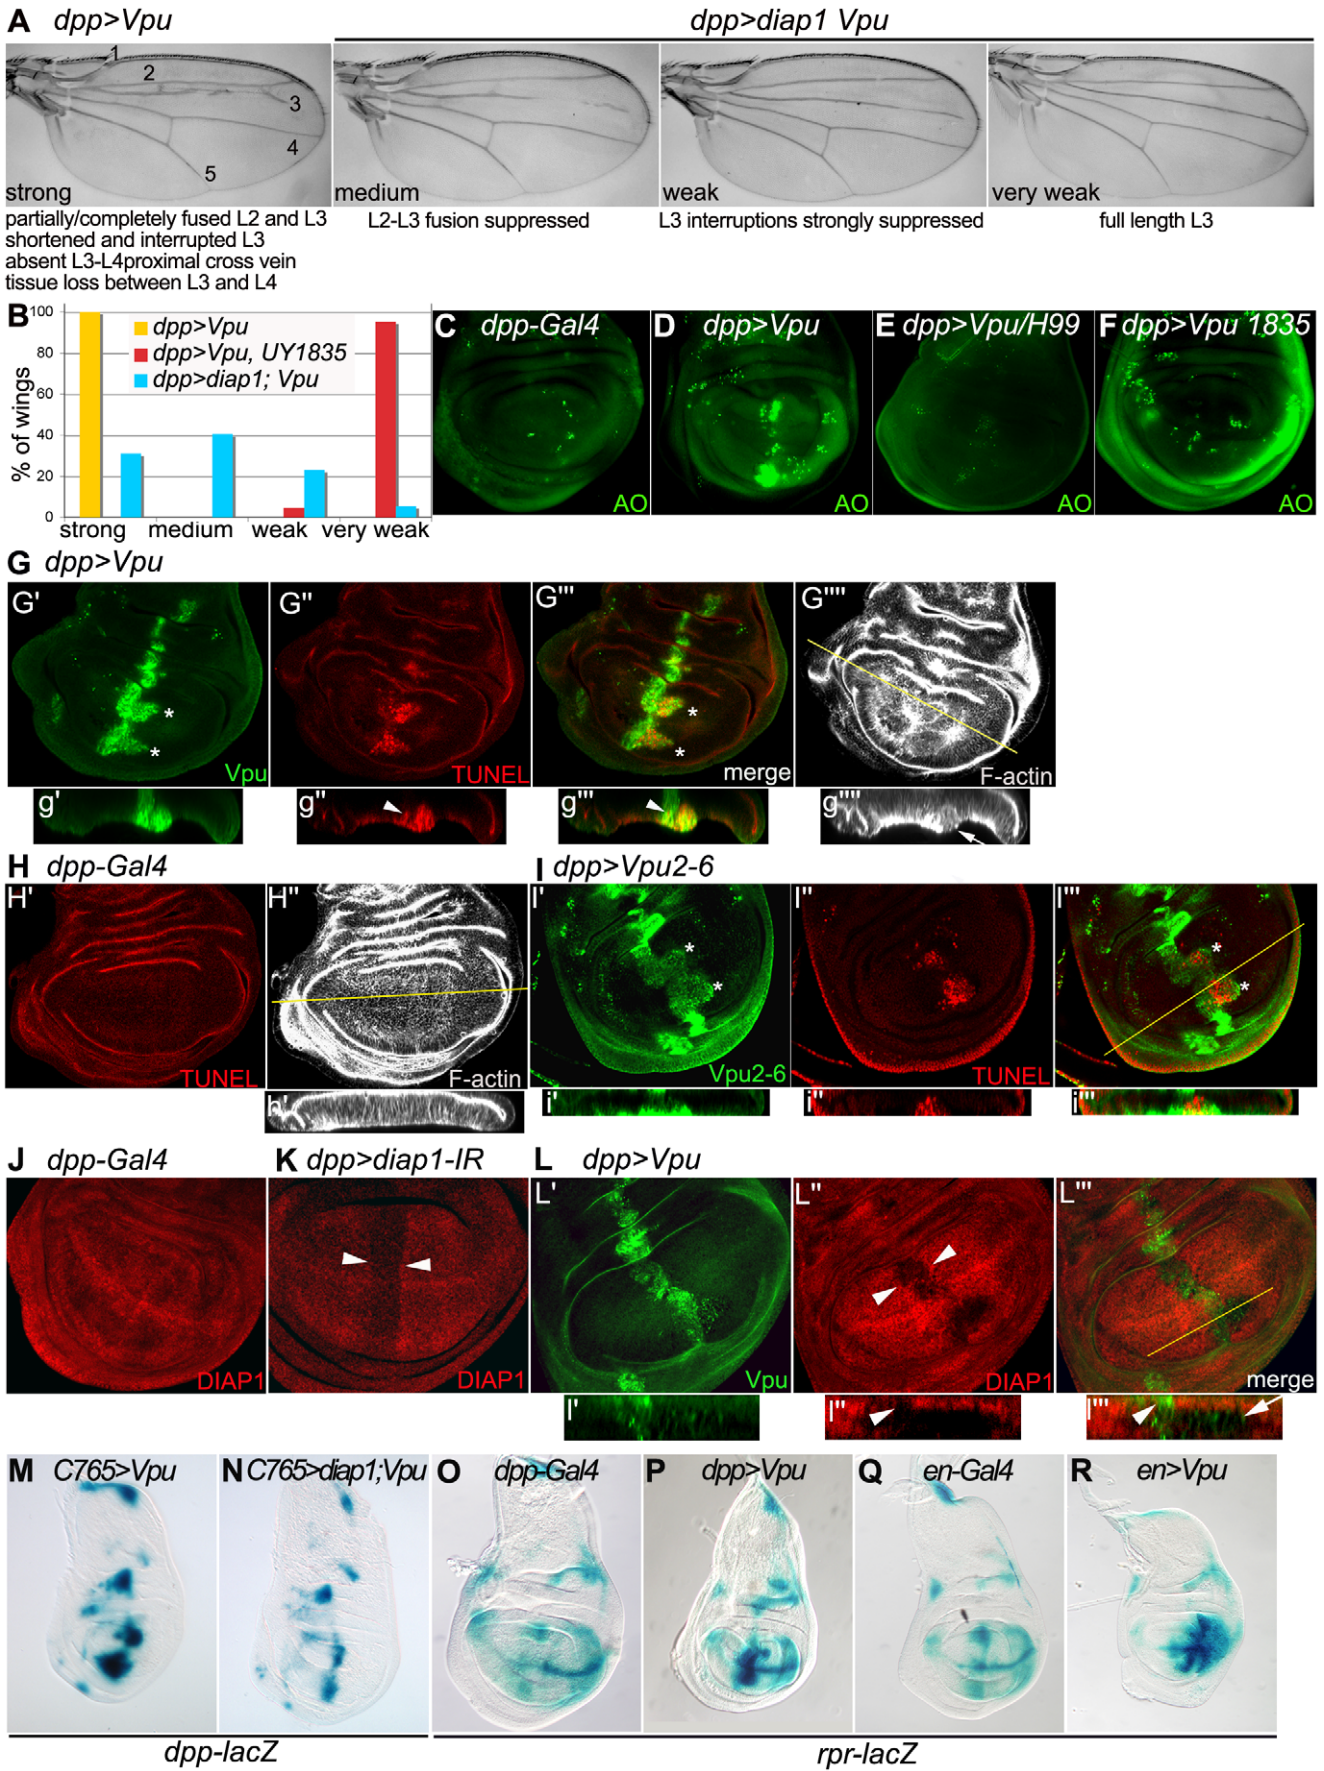 A dpp>Vpu dpp>diap1 Vpu
1
2
3
4
5
strong medium weak very weak
partially/completely fused L2 and L3
shortened and interrupted L3
absent L3-L4proximal cross vein
tissue loss between L3 and L4
L2-L3 fusion suppressed
L3 interruptions strongly suppressed
full length L3
B
% of wings
100
80
60
40
20
0
dpp>Vpu
dpp>Vpu, UY1835
dpp>diap1; Vpu
strong medium weak very weak
C dpp-Gal4 D dpp>Vpu E dpp>Vpu/H99 F dpp>Vpu 1835
AO AO AO AO
G dpp>Vpu
G' G'' G''' G''''
* * * *
Vpu TUNEL merge F-actin
g' g'' g''' g''''
H dpp-Gal4 I dpp>Vpu2-6
H' H'' I' I'' I'''
* * * *
TUNEL F-actin Vpu2-6 TUNEL
h' i' i'' i'''
J dpp-Gal4 K dpp>diap1-IR L dpp>Vpu
L' L'' L'''
DIAP1 DIAP1 Vpu DIAP1 merge
l' l'' l'''
M C765>Vpu N C765>diap1;Vpu O dpp-Gal4 P dpp>Vpu Q en-Gal4 R en>Vpu
dpp-lacZ rpr-lacZ